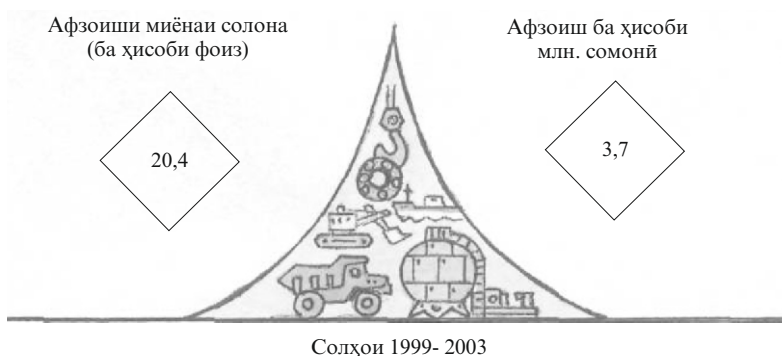 Афзоиши миёнаи солона
(ба ҳисоби фоиз)
20,4
Афзоиш ба ҳисоби
млн. сомонӣ
3,7
Солҳои 1999- 2003